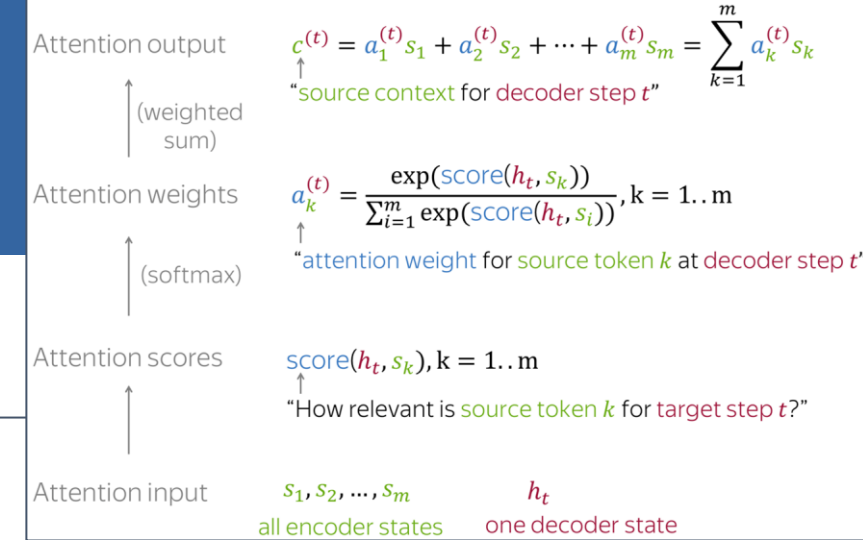 Attention output c^(t) = a_1^(t) s_1 + a_2^(t) s_2 + ⋯ + a_m^(t) s_m = ∑_{k=1}^{m} a_k^(t) s_k
"source context for decoder step t"
(weighted
sum)
Attention weights a_k^(t) = exp(score(h_t, s_k)) / ∑_{i=1}^{m} exp(score(h_t, s_i)), k = 1..m
"attention weight for source token k at decoder step t"
(softmax)
Attention scores score(h_t, s_k), k = 1..m
"How relevant is source token k for target step t?"
Attention input s_1, s_2, ..., s_m h_t
all encoder states one decoder state